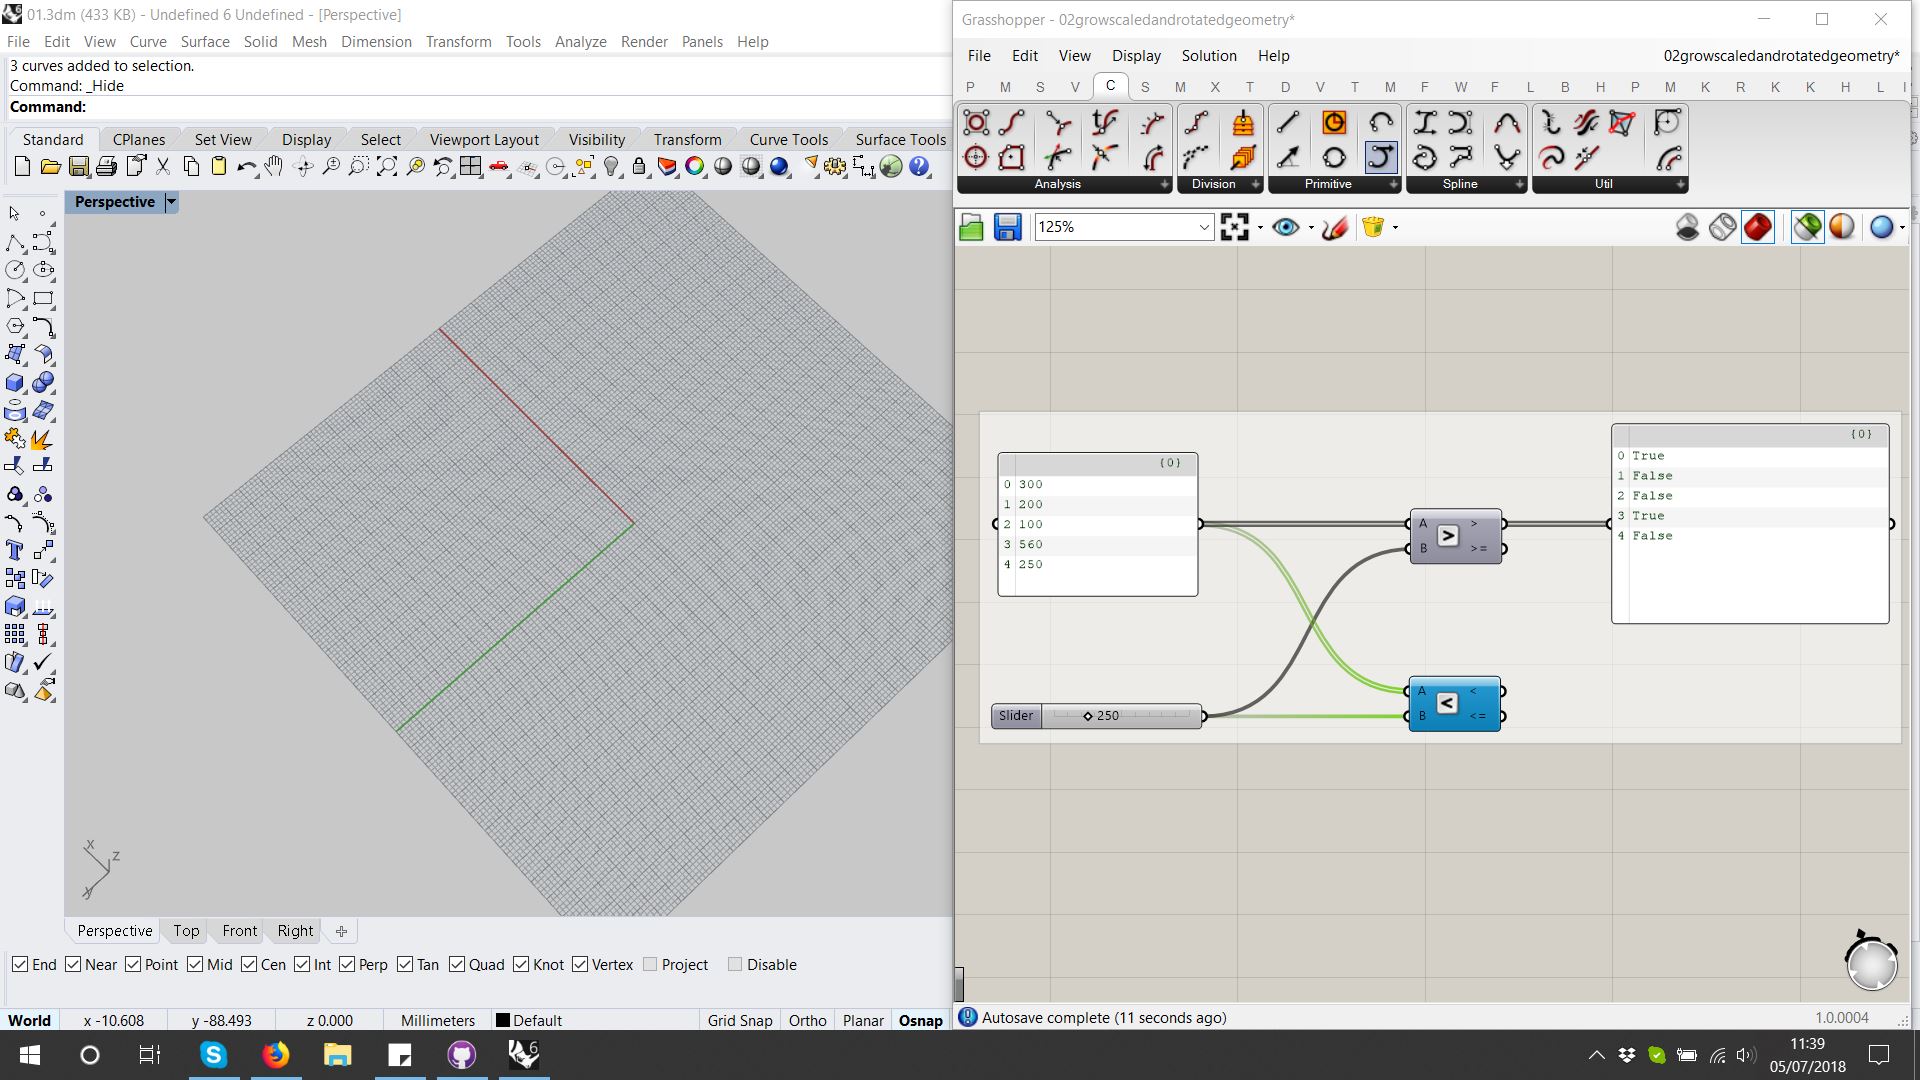 01.3dm (433 KB) - Undefined 6 Undefined - [Perspective]
File Edit View Curve Surface Solid Mesh Dimension Transform Tools Analyze Render Panels Help
3 curves added to selection.
Command: _Hide
Command:
Standard CPlanes Set View Display Select Viewport Layout Visibility Transform Curve Tools Surface Tools
Perspective
x
z
y
Perspective Top Front Right
End Near Point Mid Cen Int Perp Tan Quad Knot Vertex Project Disable
World x -10.608 y -88.493 z 0.000 Millimeters Default Grid Snap Ortho Planar Osnap
Grasshopper - 02growscaledandrotatedgeometry*
File Edit View Display Solution Help 02growscaledandrotatedgeometry*
P M S V C S M X T D V T M F W F L B H P M K R K K H L I
Analysis Division Primitive Spline Util
125%
{0}
0 300
1 200
2 100
3 560
4 250
Slider 250
A > >
B >=
A < <
B <=
{0}
0 True
1 False
2 False
3 True
4 False
Autosave complete (11 seconds ago) 1.0.0004
6
11:39
05/07/2018